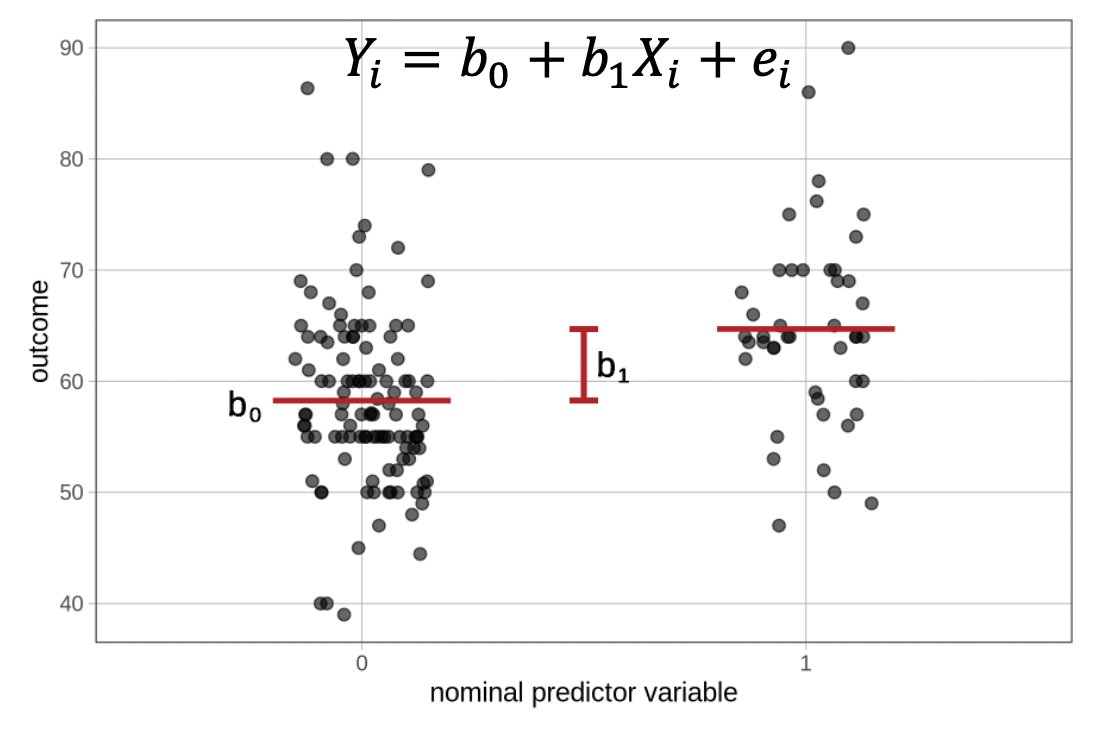 Yᵢ = b₀ + b₁Xᵢ + eᵢ
90
80
70
60
50
40
outcome
b₀
b₁
0
1
nominal predictor variable